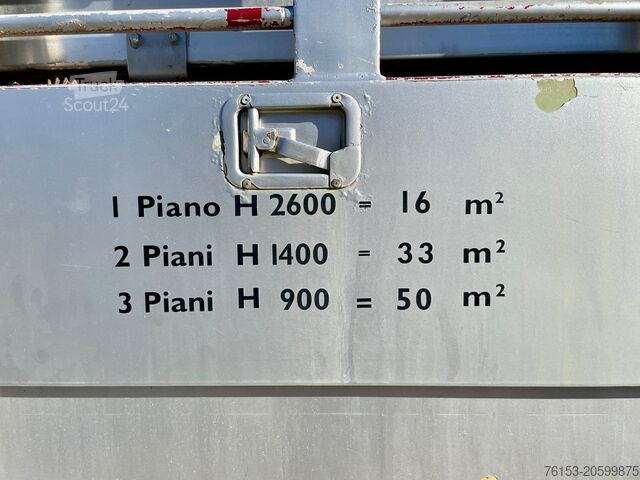 Truck
Scout24
1 Piano H 2600 = 16 m²
2 Piani H 1400 = 33 m²
3 Piani H 900 = 50 m²
76153-20599875